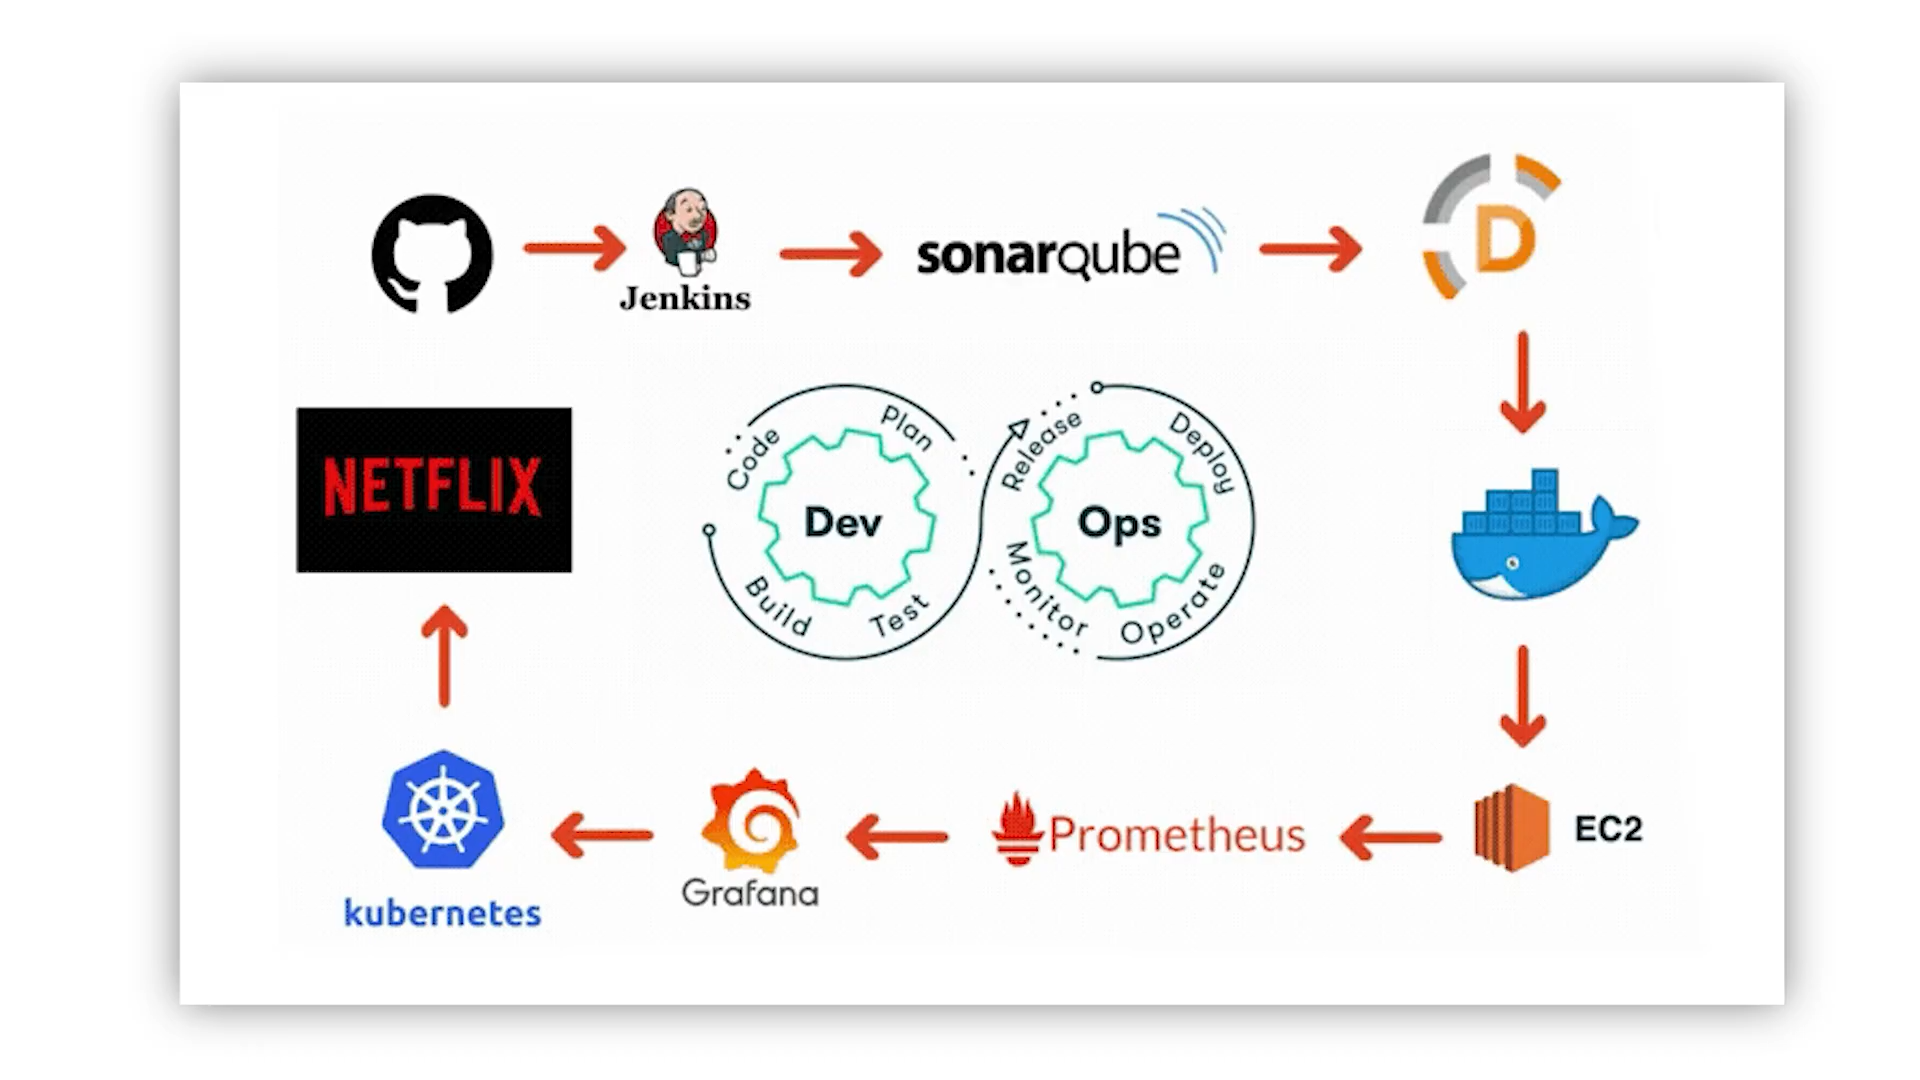 Jenkins
sonarqube
D
NETFLIX
Dev
Code
Plan
Build
Test
Ops
Release
Deploy
Operate
Monitor
EC2
Prometheus
Grafana
kubernetes